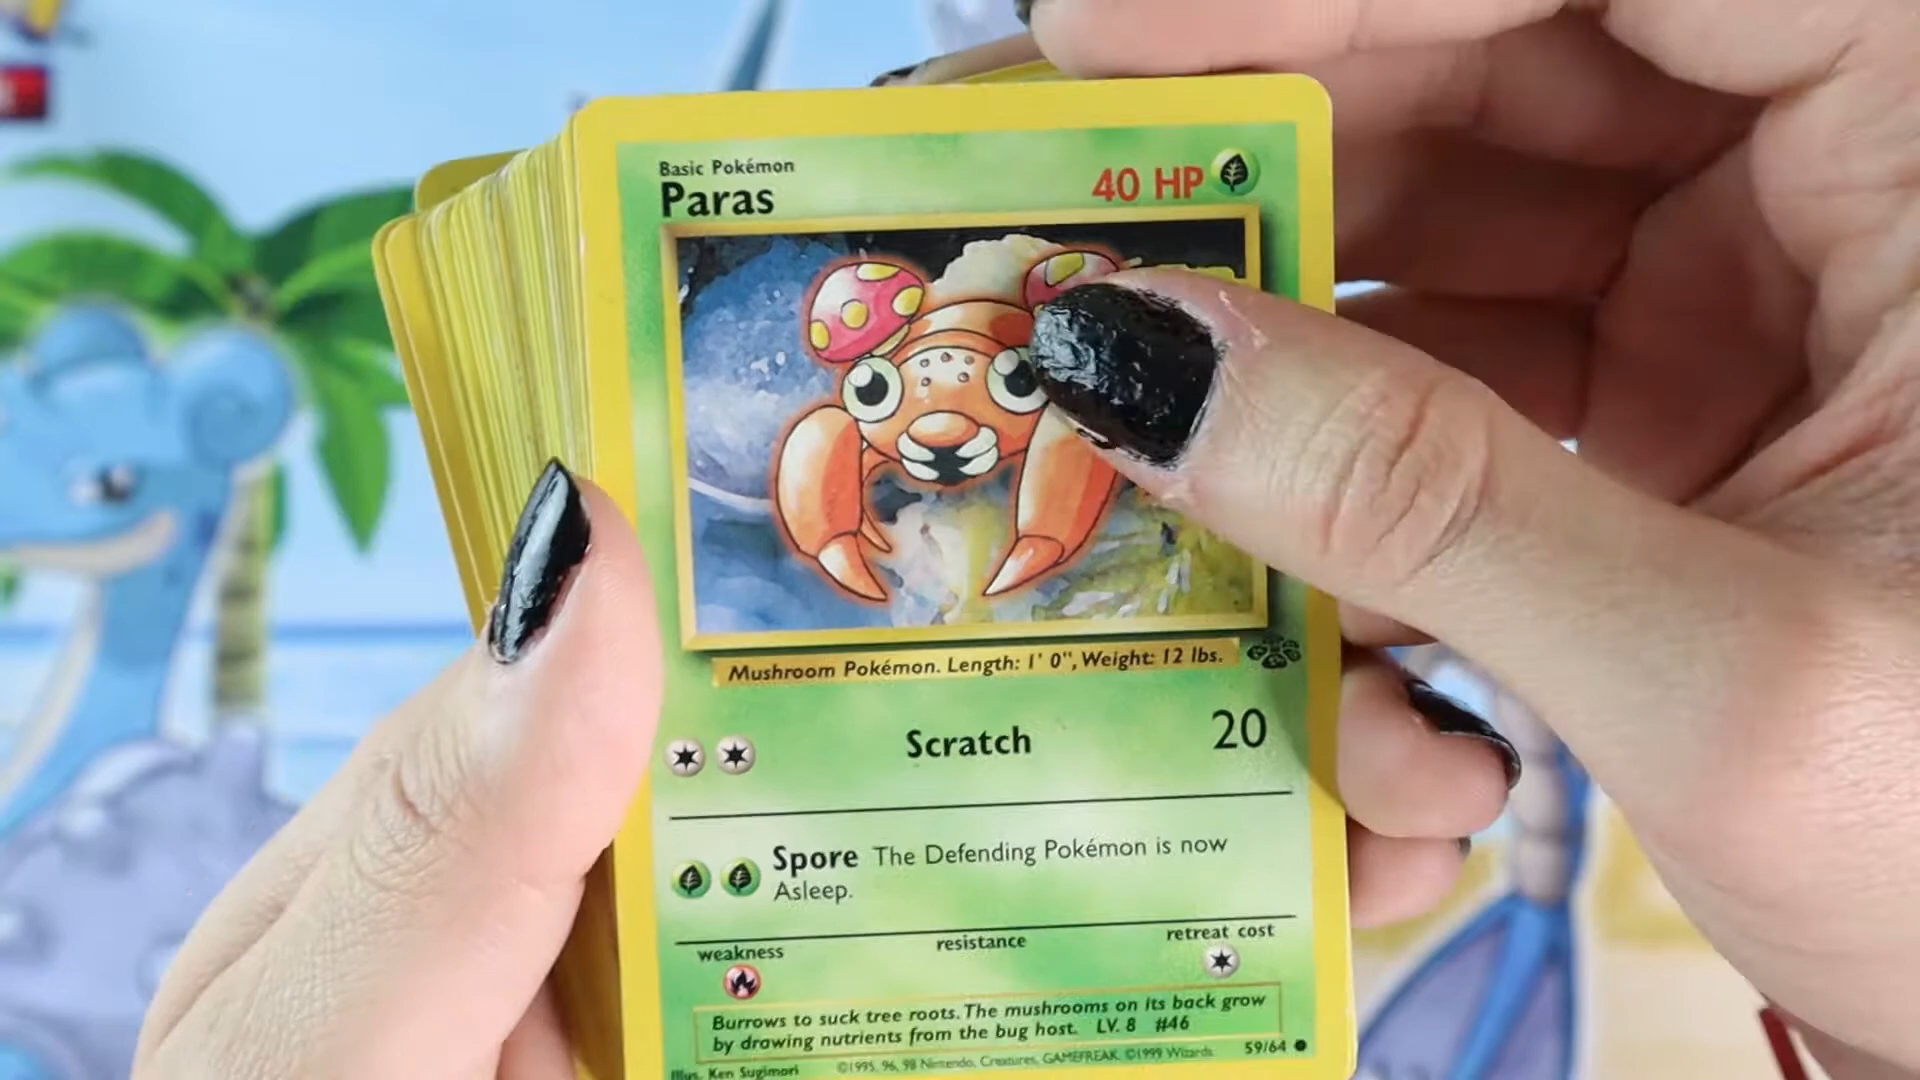 Basic Pokémon
Paras
40 HP
Mushroom Pokémon. Length: 1' 0", Weight: 12 lbs.
Scratch 20
Spore The Defending Pokémon is now
Asleep.
weakness resistance retreat cost
Burrows to suck tree roots. The mushrooms on its back grow
by drawing nutrients from the bug host. LV. 8 #46
Illus. Ken Sugimori ©1995, 96, 98 Nintendo, Creatures, GAMEFREAK. ©1999 Wizards. 59/64